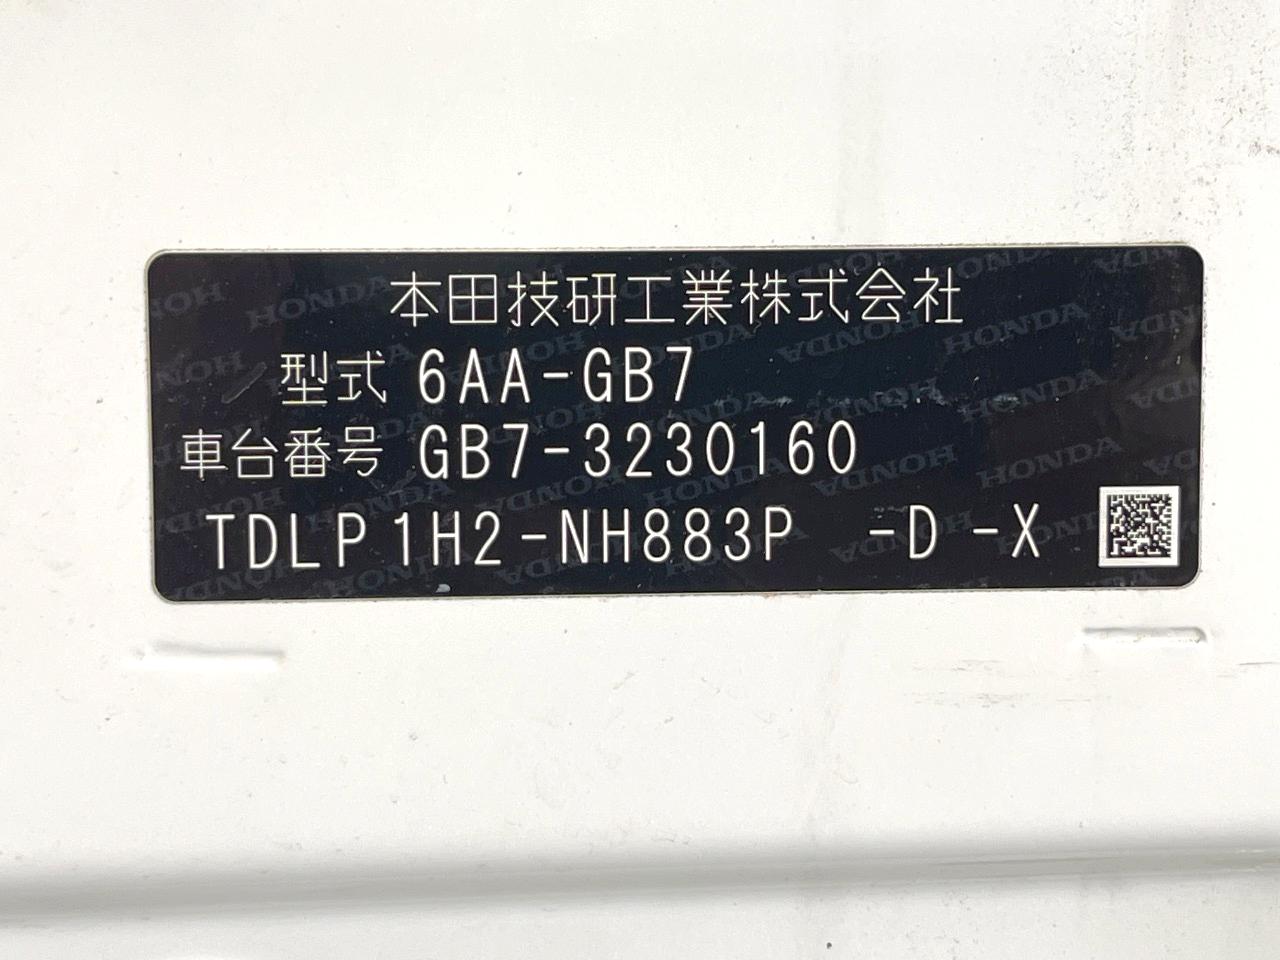 本田技研工業株式会社
型式 6AA-GB7
車台番号 GB7-3230160
TDLP1H2-NH883P -D -X